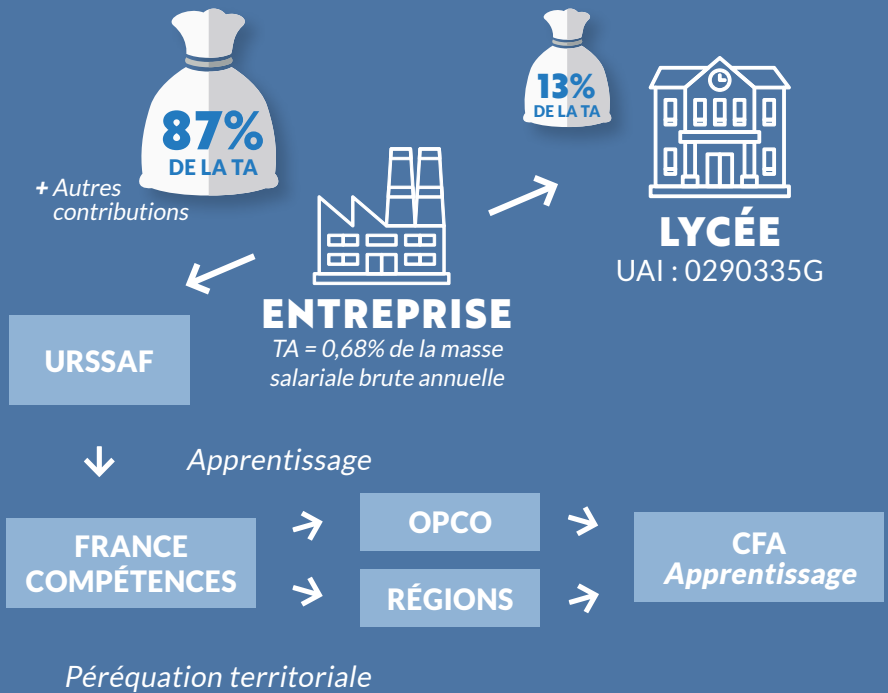 87%
DE LA TA
+ Autres
contributions
13%
DE LA TA
LYCÉE
UAI : 0290335G
ENTREPRISE
TA = 0,68% de la masse
salariale brute annuelle
URSSAF
Apprentissage
FRANCE
COMPÉTENCES
OPCO
RÉGIONS
CFA
Apprentissage
Péréquation territoriale